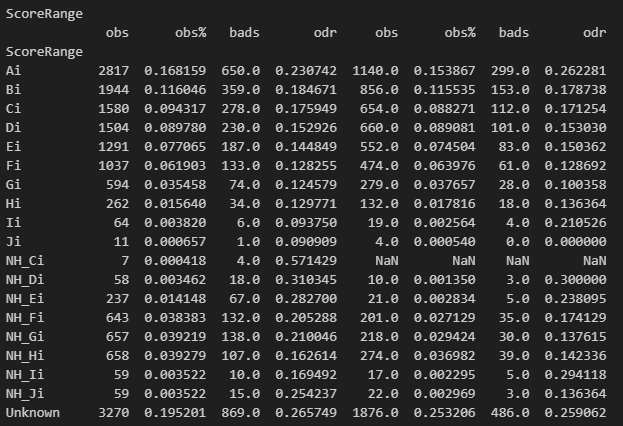 ScoreRange
obs obs% bads odr obs obs% bads odr
ScoreRange
Ai 2817 0.168159 650.0 0.230742 1140.0 0.153867 299.0 0.262281
Bi 1944 0.116046 359.0 0.184671 856.0 0.115535 153.0 0.178738
Ci 1580 0.094317 278.0 0.175949 654.0 0.088271 112.0 0.171254
Di 1504 0.089780 230.0 0.152926 660.0 0.089081 101.0 0.153030
Ei 1291 0.077065 187.0 0.144849 552.0 0.074504 83.0 0.150362
Fi 1037 0.061903 133.0 0.128255 474.0 0.063976 61.0 0.128692
Gi 594 0.035458 74.0 0.124579 279.0 0.037657 28.0 0.100358
Hi 262 0.015640 34.0 0.129771 132.0 0.017816 18.0 0.136364
Ii 64 0.003820 6.0 0.093750 19.0 0.002564 4.0 0.210526
Ji 11 0.000657 1.0 0.090909 4.0 0.000540 0.0 0.000000
NH_Ci 7 0.000418 4.0 0.571429 NaN NaN NaN NaN
NH_Di 58 0.003462 18.0 0.310345 10.0 0.001350 3.0 0.300000
NH_Ei 237 0.014148 67.0 0.282700 21.0 0.002834 5.0 0.238095
NH_Fi 643 0.038383 132.0 0.205288 201.0 0.027129 35.0 0.174129
NH_Gi 657 0.039219 138.0 0.210046 218.0 0.029424 30.0 0.137615
NH_Hi 658 0.039279 107.0 0.162614 274.0 0.036982 39.0 0.142336
NH_Ii 59 0.003522 10.0 0.169492 17.0 0.002295 5.0 0.294118
NH_Ji 59 0.003522 15.0 0.254237 22.0 0.002969 3.0 0.136364
Unknown 3270 0.195201 869.0 0.265749 1876.0 0.253206 486.0 0.259062